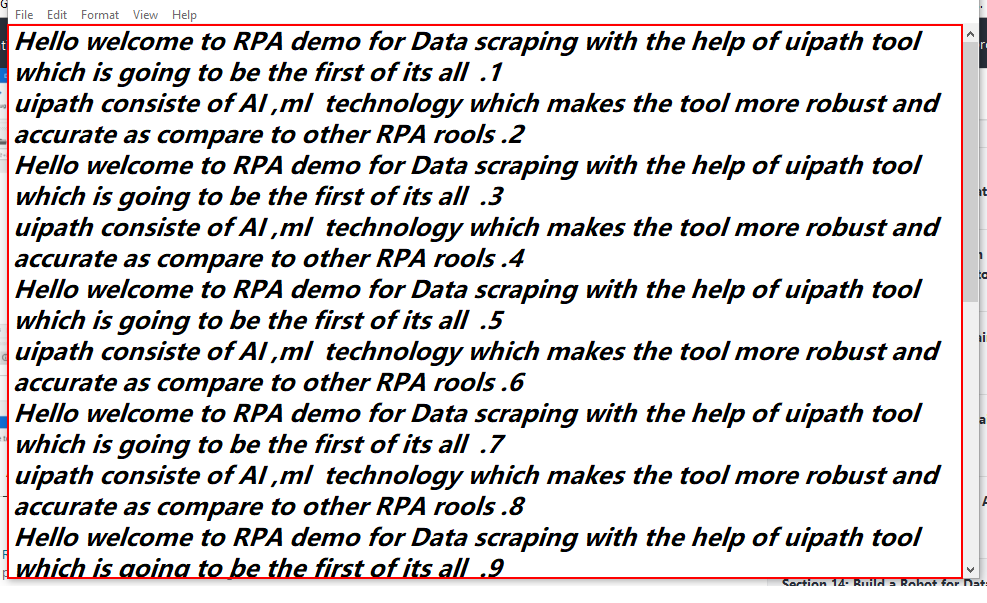 File Edit Format View Help
Hello welcome to RPA demo for Data scraping with the help of uipath tool
which is going to be the first of its all  .1
uipath consiste of AI ,ml  technology which makes the tool more robust and
accurate as compare to other RPA rools .2
Hello welcome to RPA demo for Data scraping with the help of uipath tool
which is going to be the first of its all  .3
uipath consiste of AI ,ml  technology which makes the tool more robust and
accurate as compare to other RPA rools .4
Hello welcome to RPA demo for Data scraping with the help of uipath tool
which is going to be the first of its all  .5
uipath consiste of AI ,ml  technology which makes the tool more robust and
accurate as compare to other RPA rools .6
Hello welcome to RPA demo for Data scraping with the help of uipath tool
which is going to be the first of its all  .7
uipath consiste of AI ,ml  technology which makes the tool more robust and
accurate as compare to other RPA rools .8
Hello welcome to RPA demo for Data scraping with the help of uipath tool
which is going to be the first of its all  .9
Section 14: Build a Robot for Dat